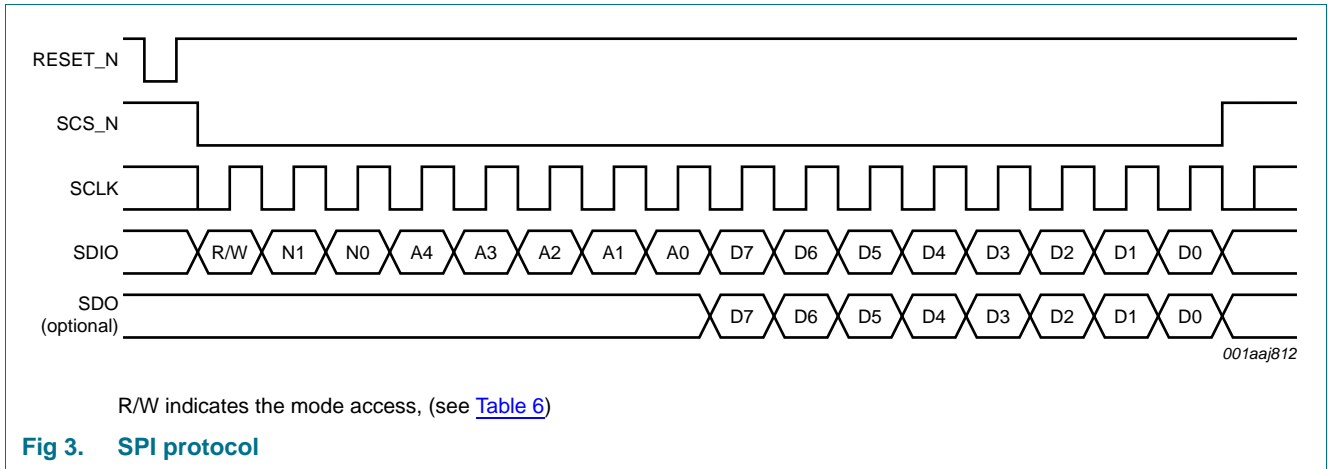 RESET_N
SCS_N
SCLK
SDIO R/W N1 N0 A4 A3 A2 A1 A0 D7 D6 D5 D4 D3 D2 D1 D0
SDO
(optional) D7 D6 D5 D4 D3 D2 D1 D0
001aaj812
R/W indicates the mode access, (see Table 6)
Fig 3. SPI protocol